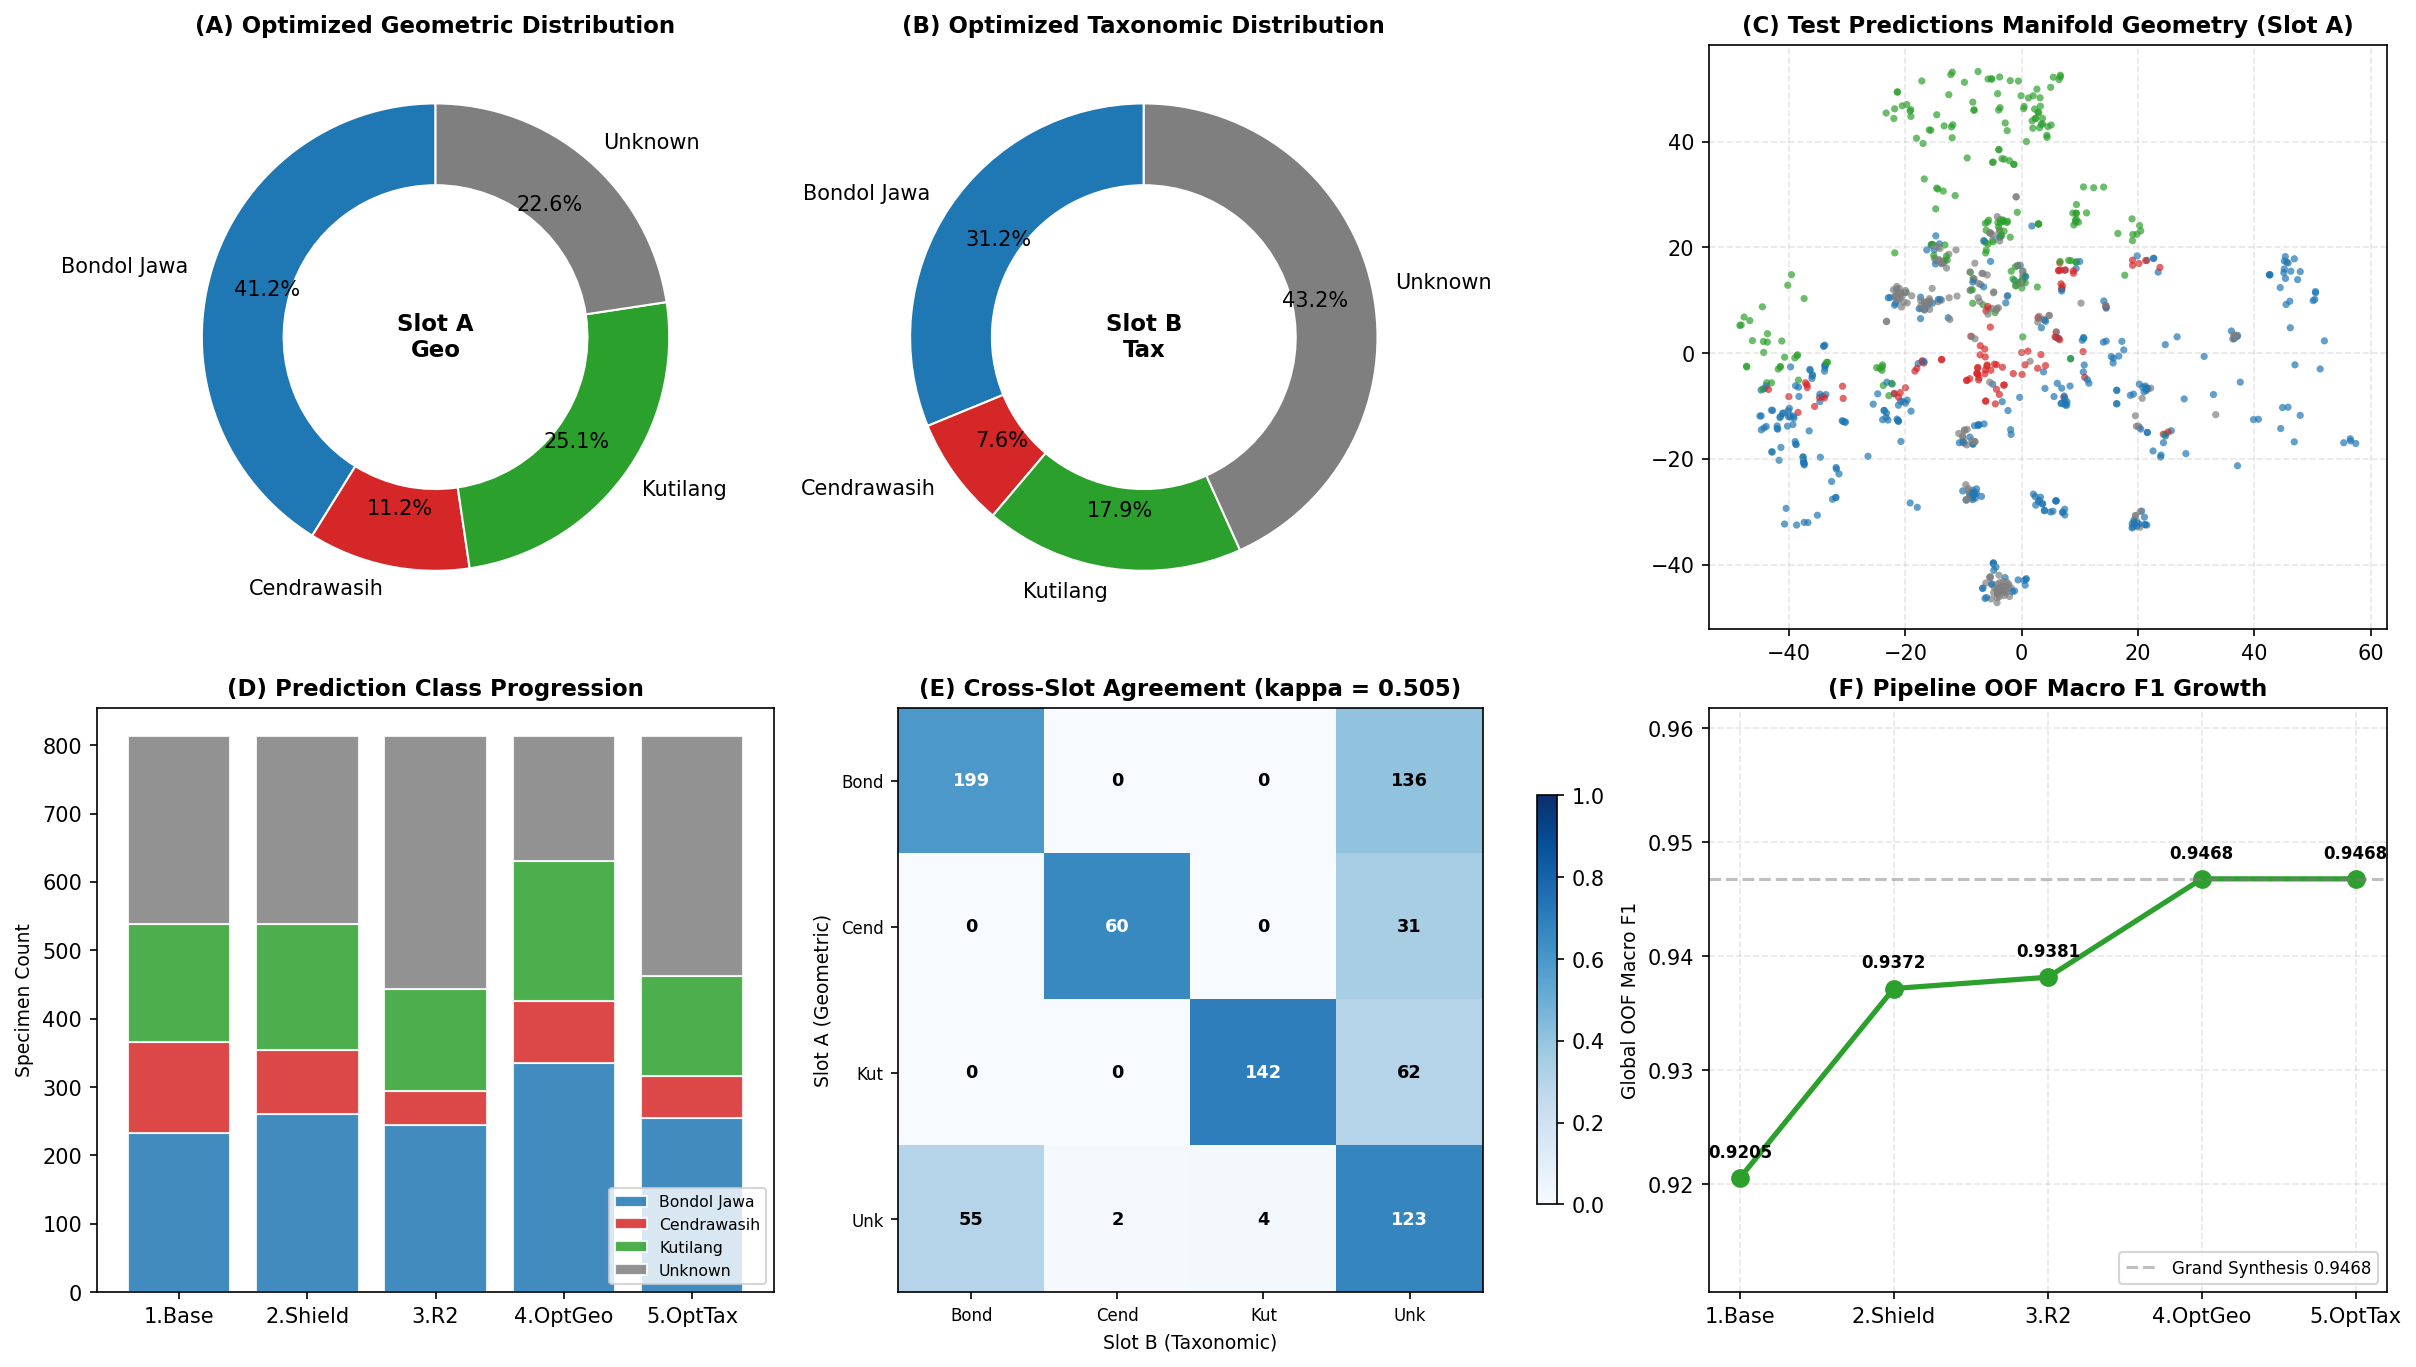 (A) Optimized Geometric Distribution
Unknown
22.6%
Bondol Jawa
41.2%
Slot A
Geo
25.1%
Kutilang
11.2%
Cendrawasih
(B) Optimized Taxonomic Distribution
Bondol Jawa
31.2%
Unknown
43.2%
Slot B
Tax
7.6%
Cendrawasih
17.9%
Kutilang
(C) Test Predictions Manifold Geometry (Slot A)
40
20
0
−20
−40
−40
−20
0
20
40
60
(D) Prediction Class Progression
Specimen Count
800
700
600
500
400
300
200
100
0
Bondol Jawa
Cendrawasih
Kutilang
Unknown
1.Base
2.Shield
3.R2
4.OptGeo
5.OptTax
(E) Cross-Slot Agreement (kappa = 0.505)
Slot A (Geometric)
Bond
199
0
0
136
Cend
0
60
0
31
Kut
0
0
142
62
Unk
55
2
4
123
Bond
Cend
Kut
Unk
Slot B (Taxonomic)
1.0
0.8
0.6
0.4
0.2
0.0
(F) Pipeline OOF Macro F1 Growth
Global OOF Macro F1
0.96
0.95
0.94
0.93
0.92
0.9205
0.9372
0.9381
0.9468
0.9468
Grand Synthesis 0.9468
1.Base
2.Shield
3.R2
4.OptGeo
5.OptTax